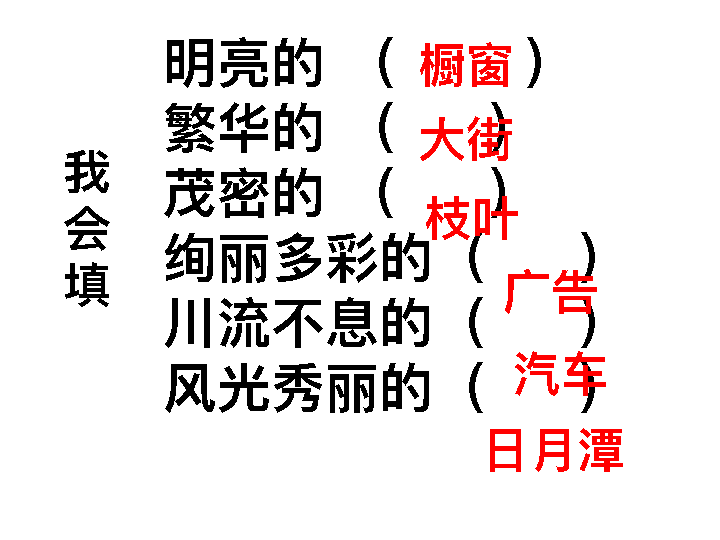 我会填
明亮的 （橱窗）
繁华的 （大街）
茂密的 （枝叶）
绚丽多彩的（广告）
川流不息的（汽车）
风光秀丽的（日月潭）